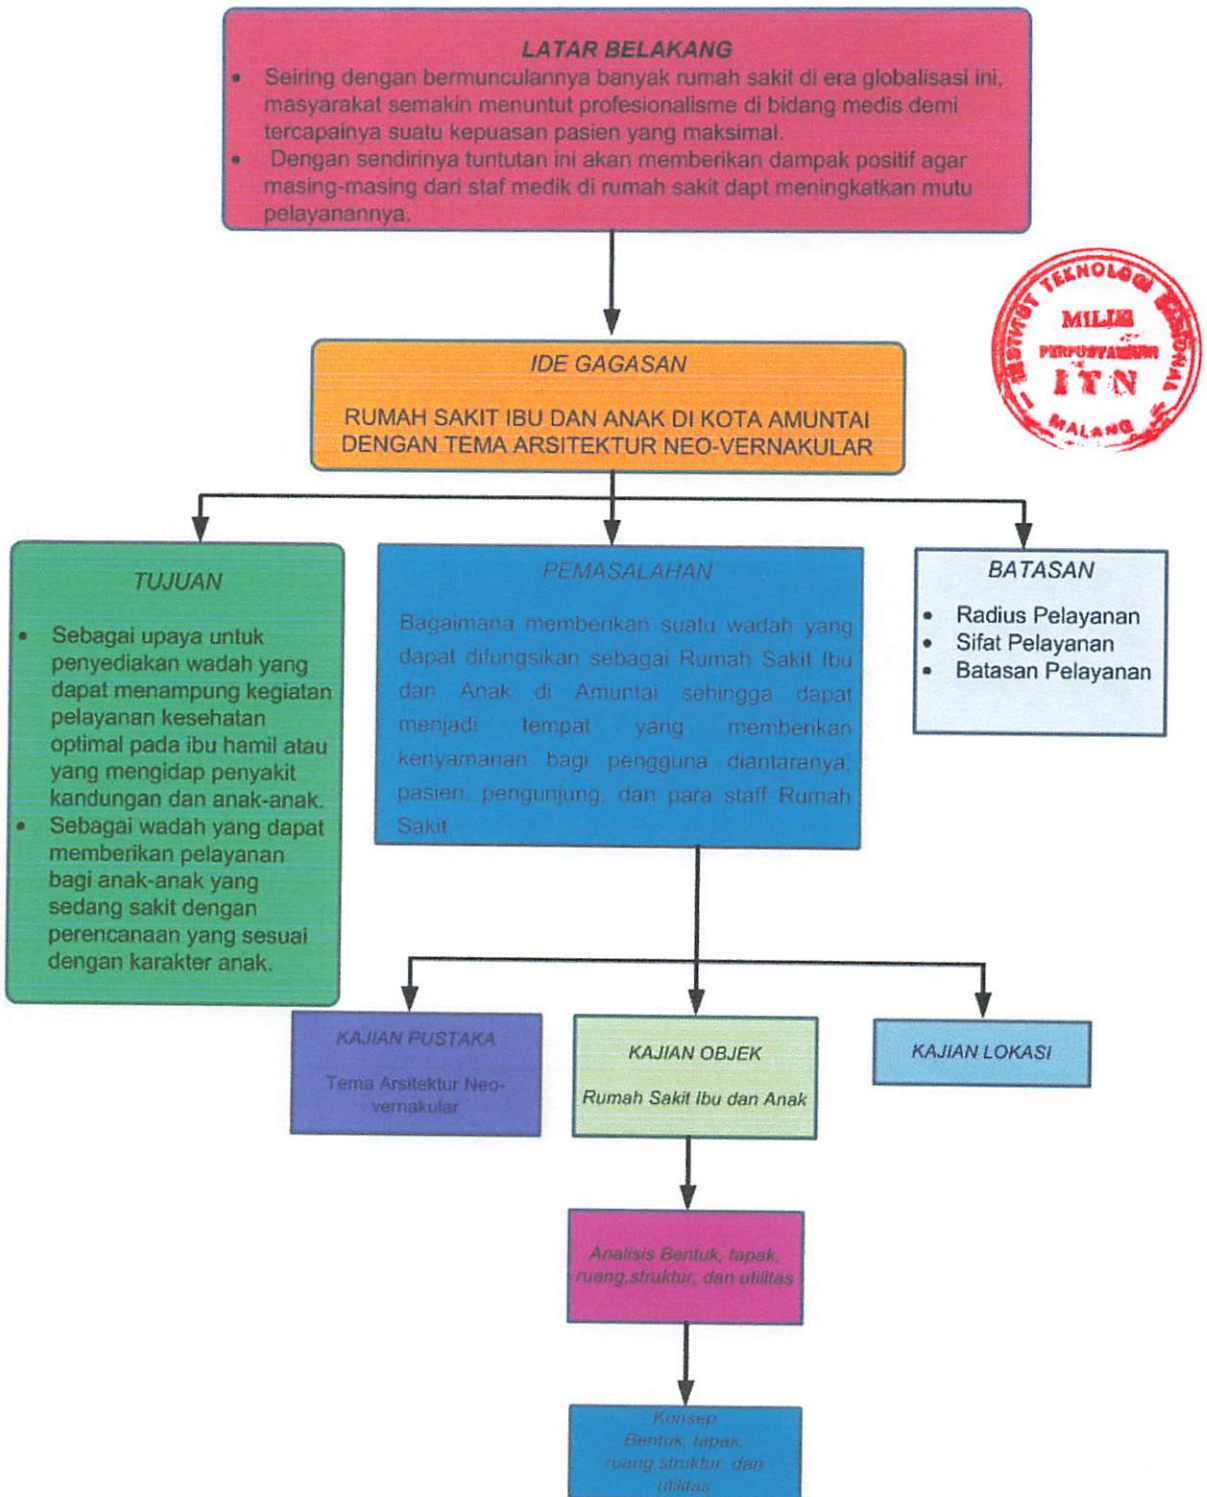 LATAR BELAKANG
• Seiring dengan bermunculannya banyak rumah sakit di era globalisasi ini,
masyarakat semakin menuntut profesionalisme di bidang medis demi
tercapainya suatu kepuasan pasien yang maksimal.
• Dengan sendirinya tuntutan ini akan memberikan dampak positif agar
masing-masing dari staf medik di rumah sakit dapt meningkatkan mutu
pelayanannya.
INSTITUT TEKNOLOGI NASIONAL
MILIK
PERPUSTAKAAN
ITN
MALANG
IDE GAGASAN
RUMAH SAKIT IBU DAN ANAK DI KOTA AMUNTAI
DENGAN TEMA ARSITEKTUR NEO-VERNAKULAR
TUJUAN
• Sebagai upaya untuk
penyediakan wadah yang
dapat menampung kegiatan
pelayanan kesehatan
optimal pada ibu hamil atau
yang mengidap penyakit
kandungan dan anak-anak.
• Sebagai wadah yang dapat
memberikan pelayanan
bagi anak-anak yang
sedang sakit dengan
perencanaan yang sesuai
dengan karakter anak.
PEMASALAHAN
Bagaimana memberikan suatu wadah yang
dapat difungsikan sebagai Rumah Sakit Ibu
dan Anak di Amuntai sehingga dapat
menjadi tempat yang memberikan
kenyamanan bagi pengguna diantaranya;
pasien, pengunjung, dan para staff Rumah
Sakit.
BATASAN
• Radius Pelayanan
• Sifat Pelayanan
• Batasan Pelayanan
KAJIAN PUSTAKA
Tema Arsitektur Neo-
vernakular
KAJIAN OBJEK
Rumah Sakit Ibu dan Anak
KAJIAN LOKASI
Analisis Bentuk, tapak,
ruang,struktur, dan utilitas
Konsep
Bentuk, tapak,
ruang,struktur, dan
utilitas